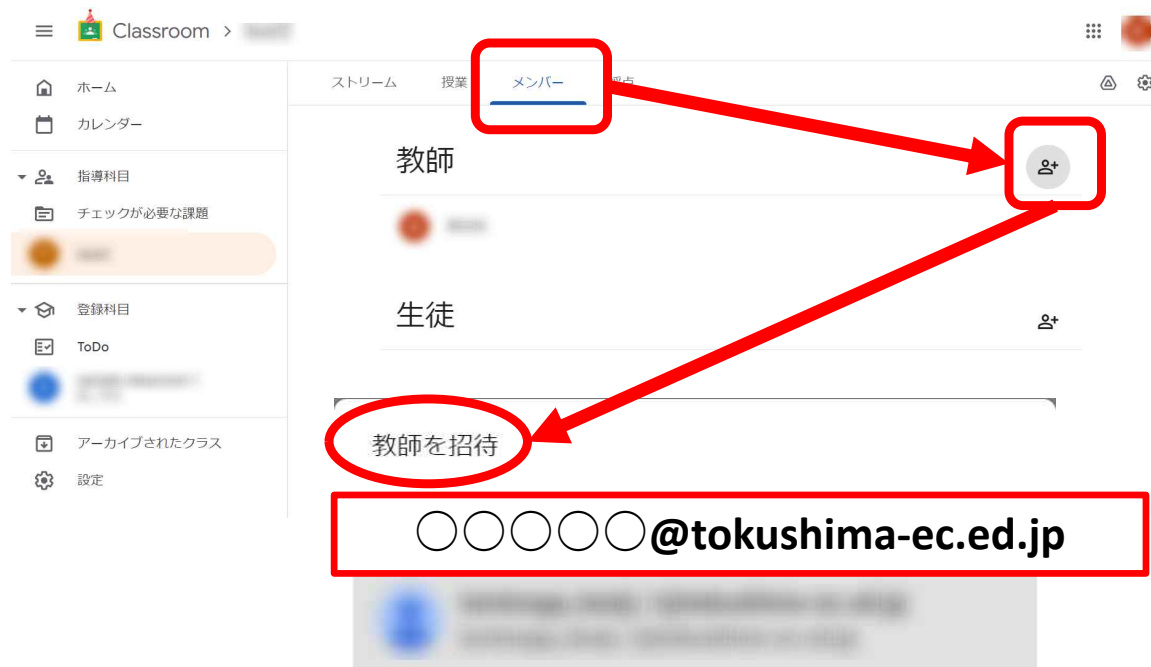 Classroom >
ホーム
カレンダー
指導科目
チェックが必要な課題
登録科目
ToDo
アーカイブされたクラス
設定
ストリーム 授業 メンバー 採点
教師
生徒
教師を招待
〇〇〇〇〇@tokushima-ec.ed.jp